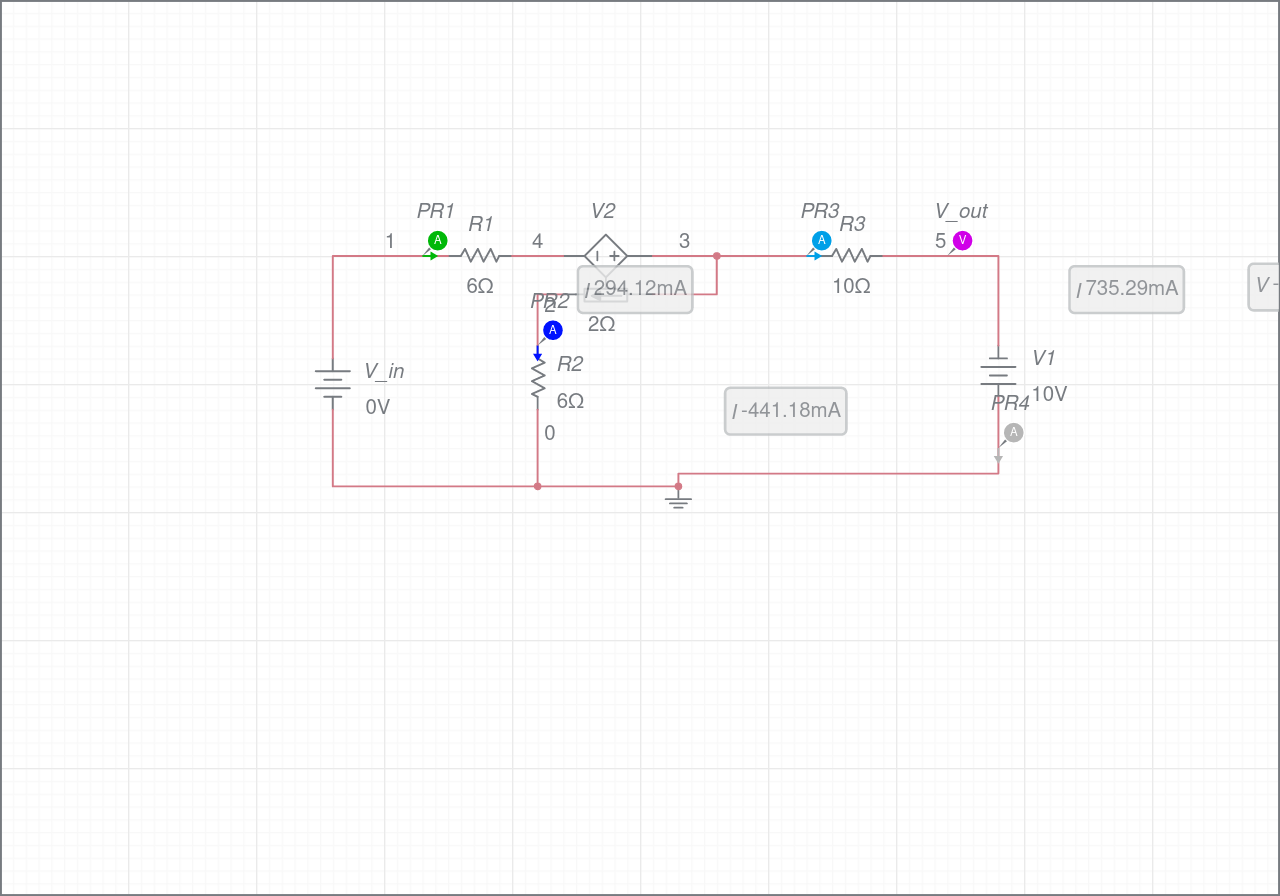 PR1
R1
V2
PR3
R3
V_out
1
A
4
3
A
5
V
6Ω
I 294.12mA
10Ω
I 735.29mA
V -
PR2
2
2Ω
A
R2
V_in
V1
6Ω
0V
10V
PR4
I -441.18mA
0
A